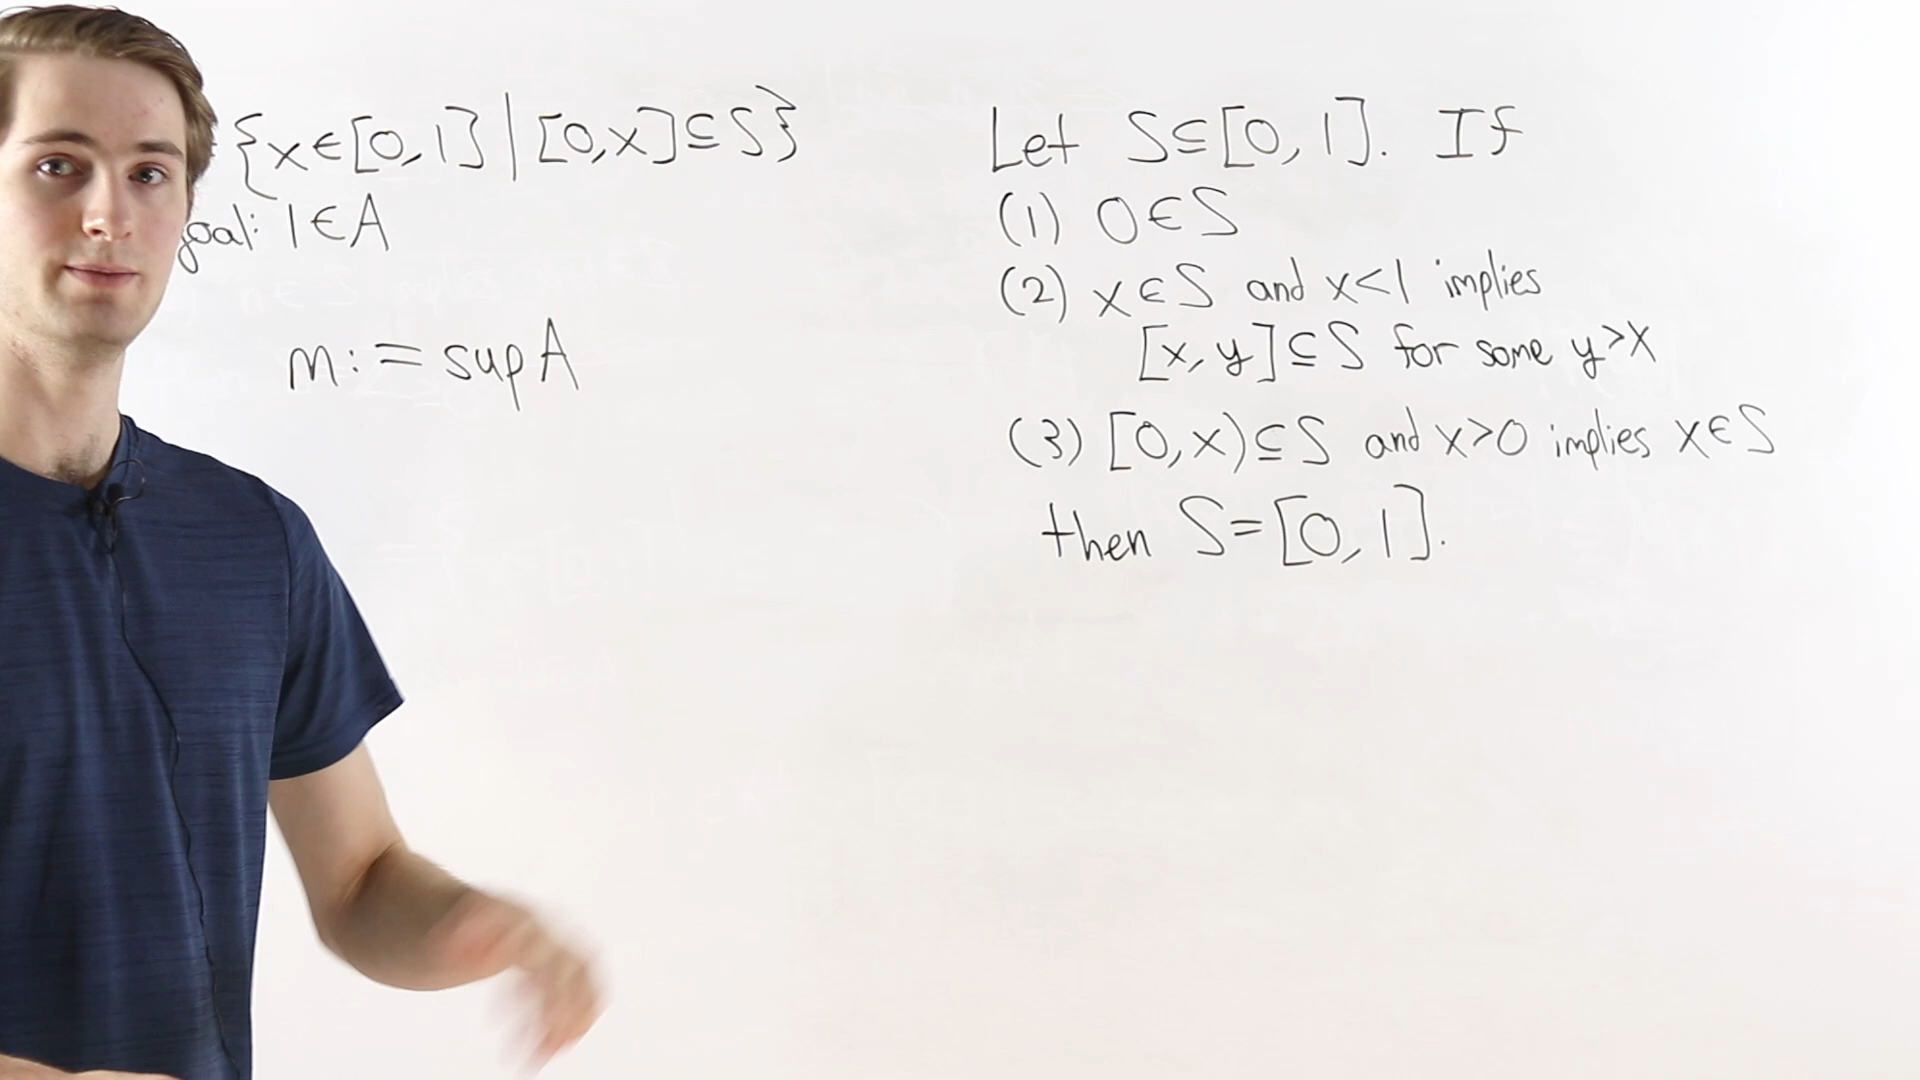 {x∈[0,1] | [0,x]⊆S}
goal: 1∈A
m := sup A
Let S⊆[0,1]. If
(1) 0∈S
(2) x∈S and x<1 implies
[x,y]⊆S for some y>x
(3) [0,x)⊆S and x>0 implies x∈S
then S=[0,1].